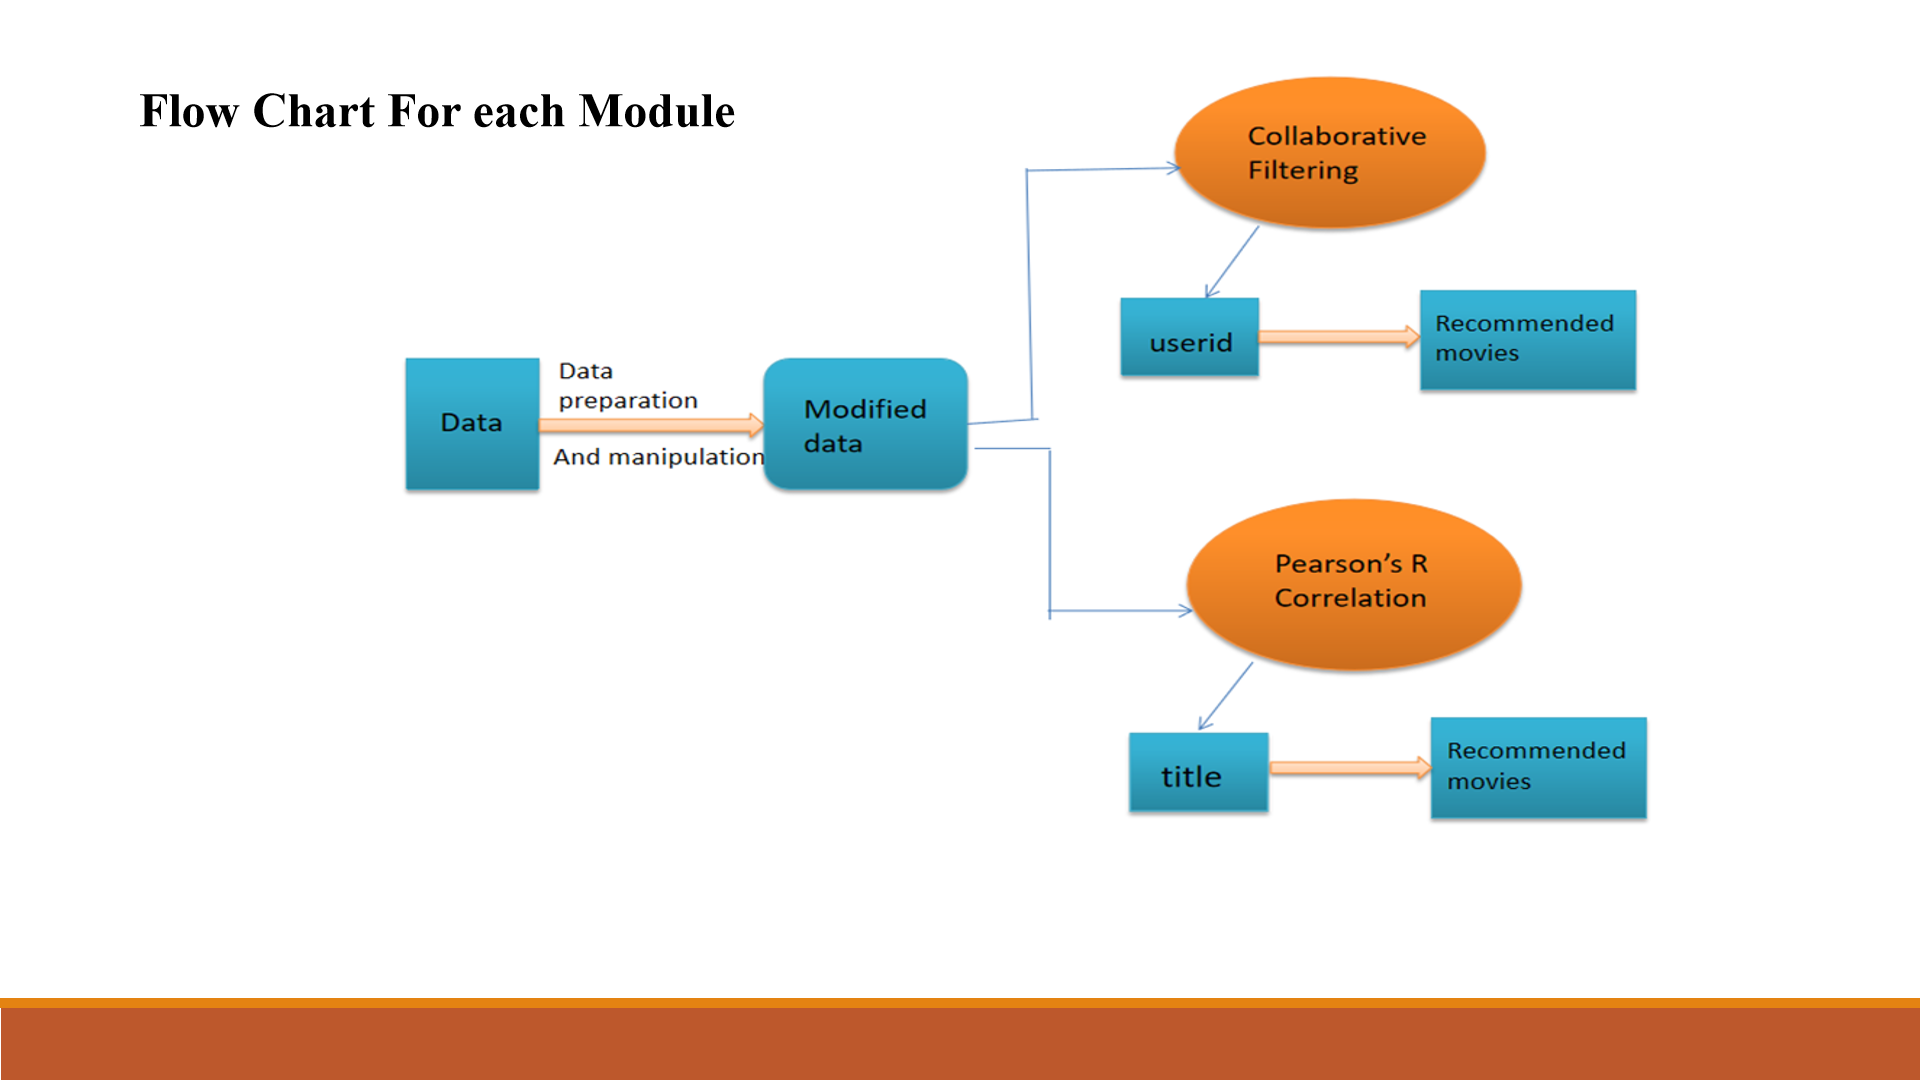 Flow Chart For each Module
Collaborative
Filtering
userid
Recommended
movies
Data
Data
preparation
And manipulation
Modified
data
Pearson’s R
Correlation
title
Recommended
movies